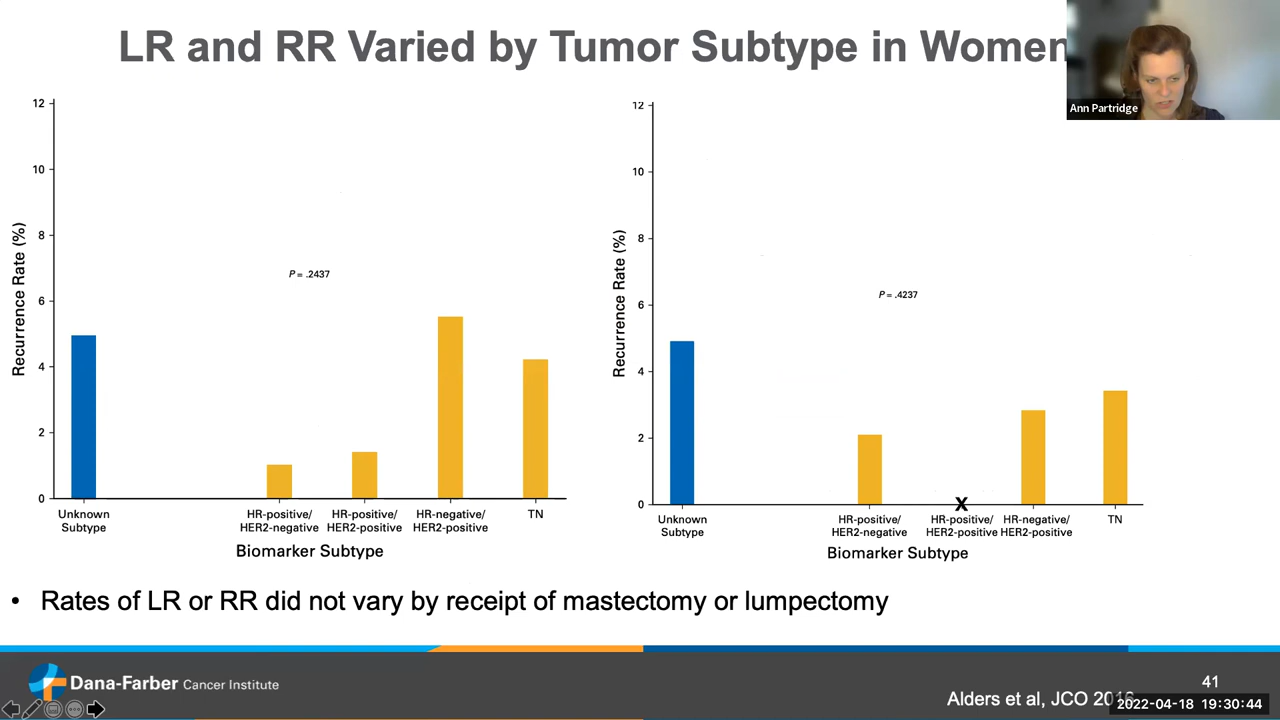 LR and RR Varied by Tumor Subtype in Women
Ann Partridge
12
10
8
6
4
2
0
Recurrence Rate (%)
P = .2437
Unknown Subtype
HR-positive/ HER2-negative
HR-positive/ HER2-positive
HR-negative/ HER2-positive
TN
Biomarker Subtype
12
10
8
6
4
2
0
Recurrence Rate (%)
P = .4237
X
Unknown Subtype
HR-positive/ HER2-negative
HR-positive/ HER2-positive
HR-negative/ HER2-positive
TN
Biomarker Subtype
• Rates of LR or RR did not vary by receipt of mastectomy or lumpectomy
Dana-Farber Cancer Institute
41
Alders et al, JCO
2022-04-18 19:30:44